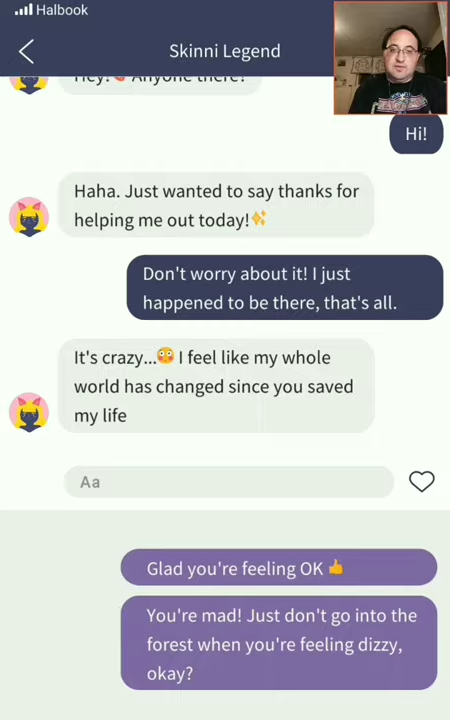 Halbook
Skinni Legend
Hey! Anyone there?
Hi!
Haha. Just wanted to say thanks for
helping me out today!✨
Don't worry about it! I just
happened to be there, that's all.
It's crazy...😳 I feel like my whole
world has changed since you saved
my life
Aa
Glad you're feeling OK 👍
You're mad! Just don't go into the
forest when you're feeling dizzy,
okay?